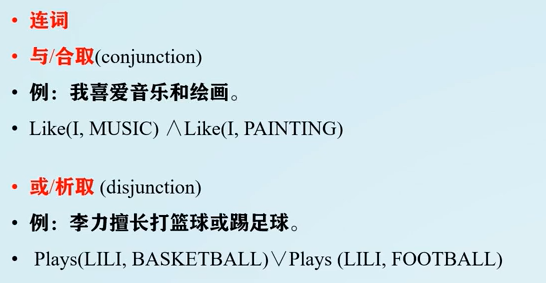 • 连词
• 与/合取(conjunction)
• 例：我喜爱音乐和绘画。
• Like(I, MUSIC) ∧Like(I, PAINTING)
• 或/析取 (disjunction)
• 例：李力擅长打篮球或踢足球。
• Plays(LILI, BASKETBALL)∨Plays (LILI, FOOTBALL)